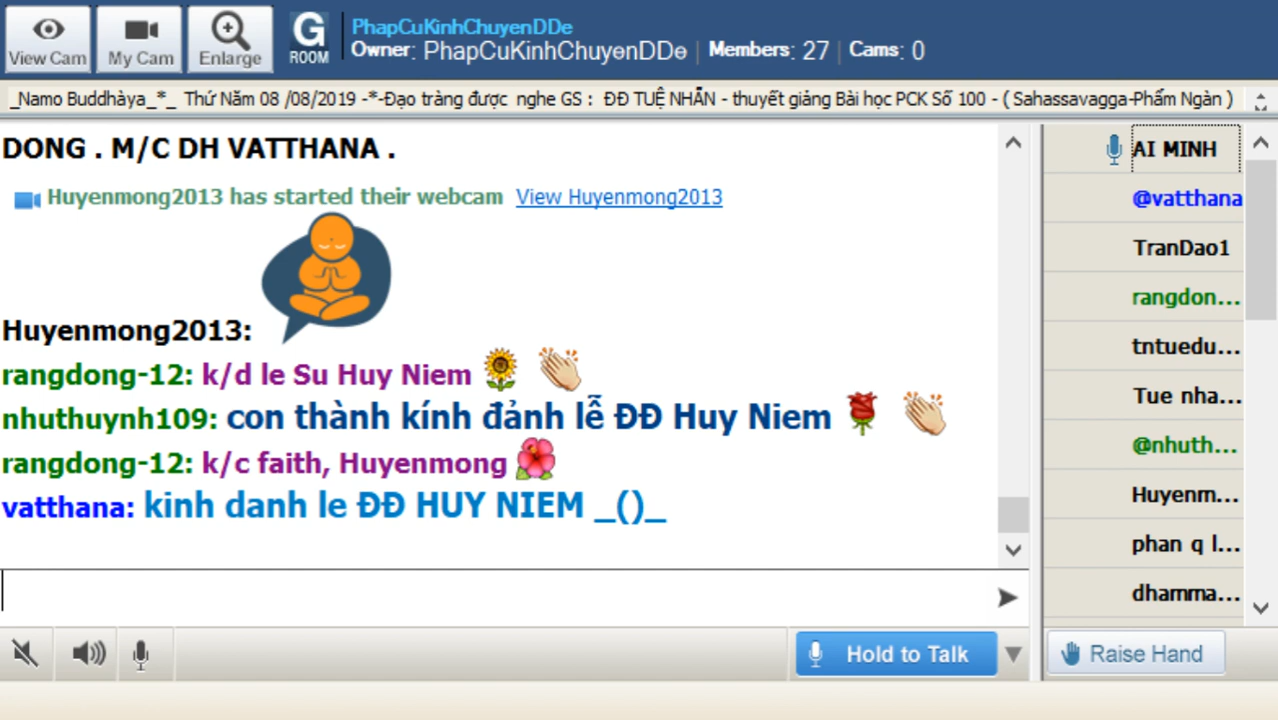 View Cam
My Cam
Enlarge
G
ROOM
PhapCuKinhChuyenDDe
Owner: PhapCuKinhChuyenDDe | Members: 27 | Cams: 0
_Namo Buddhàya_*_ Thứ Năm 08 /08/2019 -*-Đạo tràng được nghe GS : ĐĐ TUỆ NHẪN - thuyết giảng Bài học PCK Số 100 - ( Sahassavagga-Phẩm Ngàn )
DONG . M/C DH VATTHANA .
Huyenmong2013 has started their webcam View Huyenmong2013
Huyenmong2013:
rangdong-12: k/d le Su Huy Niem
nhuthuynh109: con thành kính đảnh lễ ĐĐ Huy Niem
rangdong-12: k/c faith, Huyenmong
vatthana: kinh danh le ĐĐ HUY NIEM _()_
Hold to Talk
AI MINH
@vatthana
TranDao1
rangdon...
tntuedu...
Tue nha...
@nhuth...
Huyenm...
phan q l...
dhamma...
Raise Hand